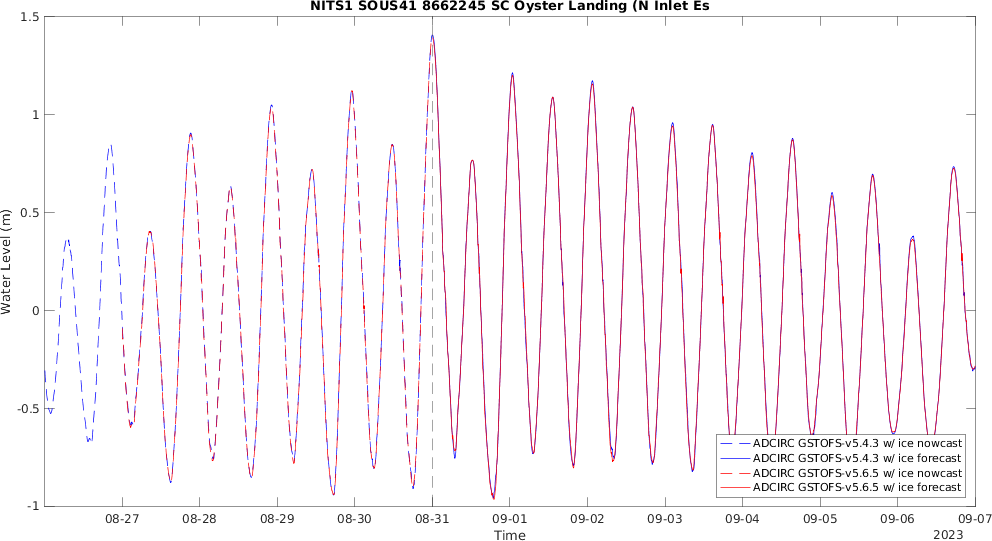 NITS1 SOUS41 8662245 SC Oyster Landing (N Inlet Es
1.5
1
0.5
0
-0.5
-1
Water Level (m)
ADCIRC GSTOFS-v5.4.3 w/ ice nowcast
ADCIRC GSTOFS-v5.4.3 w/ ice forecast
ADCIRC GSTOFS-v5.6.5 w/ ice nowcast
ADCIRC GSTOFS-v5.6.5 w/ ice forecast
08-27 08-28 08-29 08-30 08-31 09-01 09-02 09-03 09-04 09-05 09-06 09-07
Time
2023